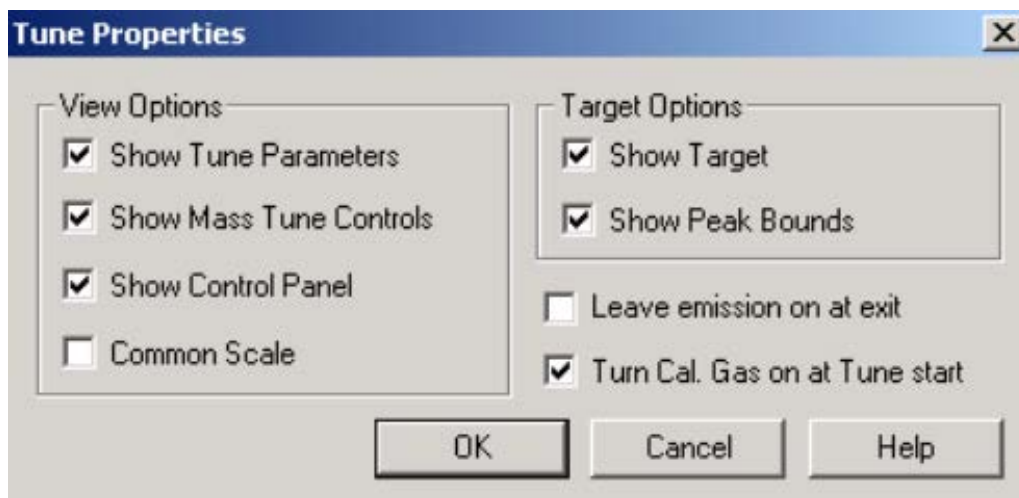 Tune Properties
View Options
Show Tune Parameters
Show Mass Tune Controls
Show Control Panel
Common Scale
Target Options
Show Target
Show Peak Bounds
Leave emission on at exit
Turn Cal. Gas on at Tune start
OK
Cancel
Help